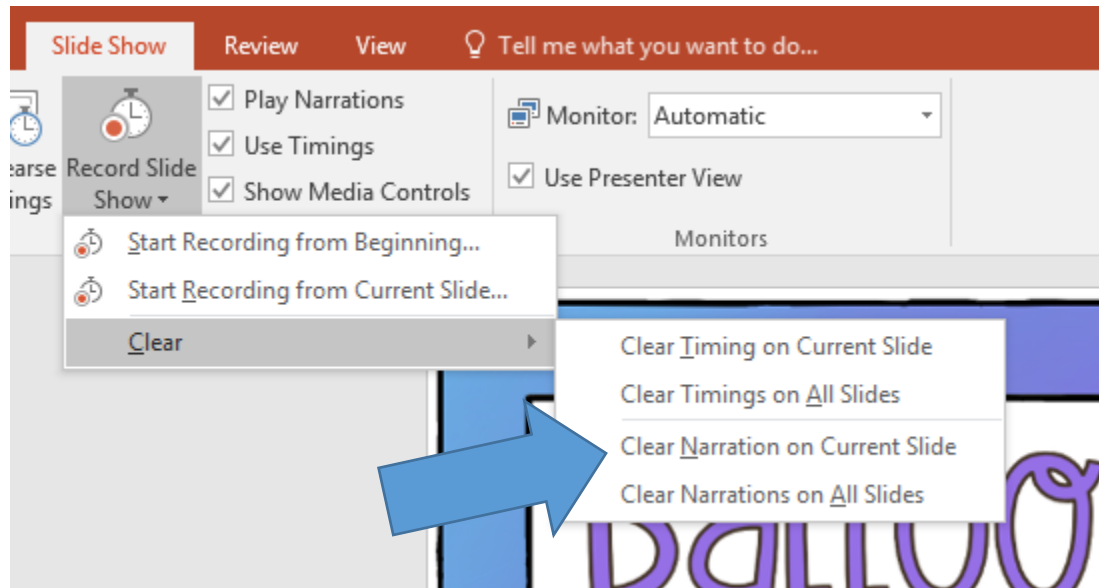 Slide Show Review View Tell me what you want to do...
Play Narrations
Use Timings
Show Media Controls
Record Slide
Show
Monitor: Automatic
Use Presenter View
Monitors
Start Recording from Beginning...
Start Recording from Current Slide...
Clear
Clear Timing on Current Slide
Clear Timings on All Slides
Clear Narration on Current Slide
Clear Narrations on All Slides